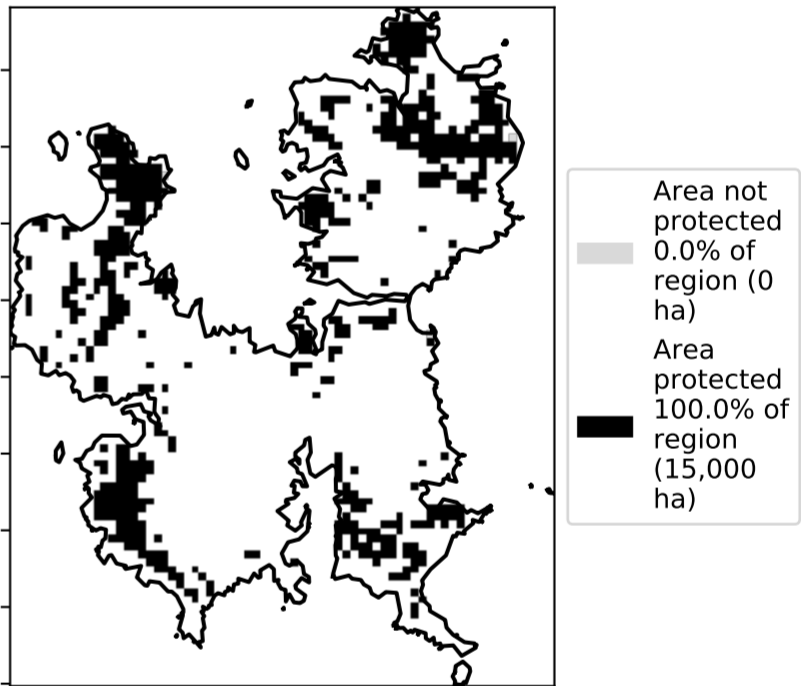 Area not
protected
0.0% of
region (0
ha)
Area
protected
100.0% of
region
(15,000
ha)